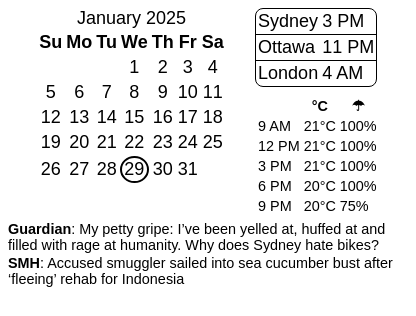 January 2025
Su Mo Tu We Th Fr Sa
1 2 3 4
5 6 7 8 9 10 11
12 13 14 15 16 17 18
19 20 21 22 23 24 25
26 27 28 29 30 31
Sydney 3 PM
Ottawa 11 PM
London 4 AM
°C ☂
9 AM 21°C 100%
12 PM 21°C 100%
3 PM 21°C 100%
6 PM 20°C 100%
9 PM 20°C 75%
Guardian: My petty gripe: I’ve been yelled at, huffed at and
filled with rage at humanity. Why does Sydney hate bikes?
SMH: Accused smuggler sailed into sea cucumber bust after
‘fleeing’ rehab for Indonesia